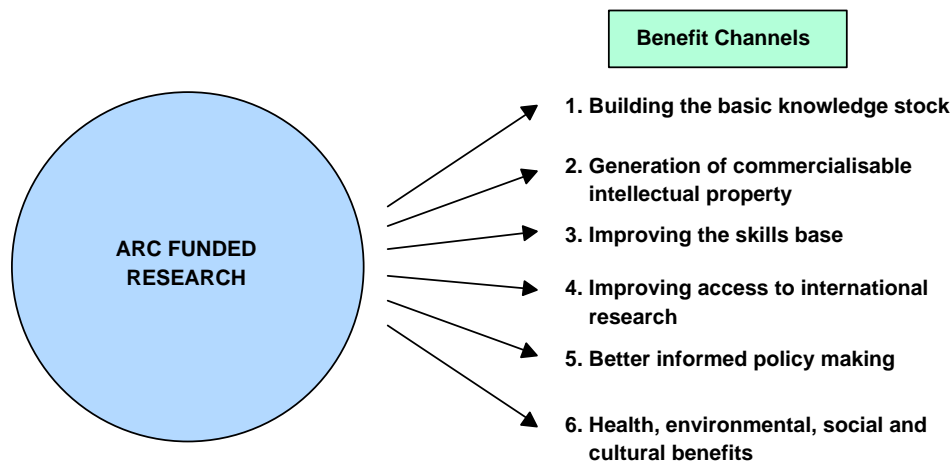 Benefit Channels
1. Building the basic knowledge stock
2. Generation of commercialisable
intellectual property
3. Improving the skills base
ARC FUNDED
RESEARCH
4. Improving access to international
research
5. Better informed policy making
6. Health, environmental, social and
cultural benefits